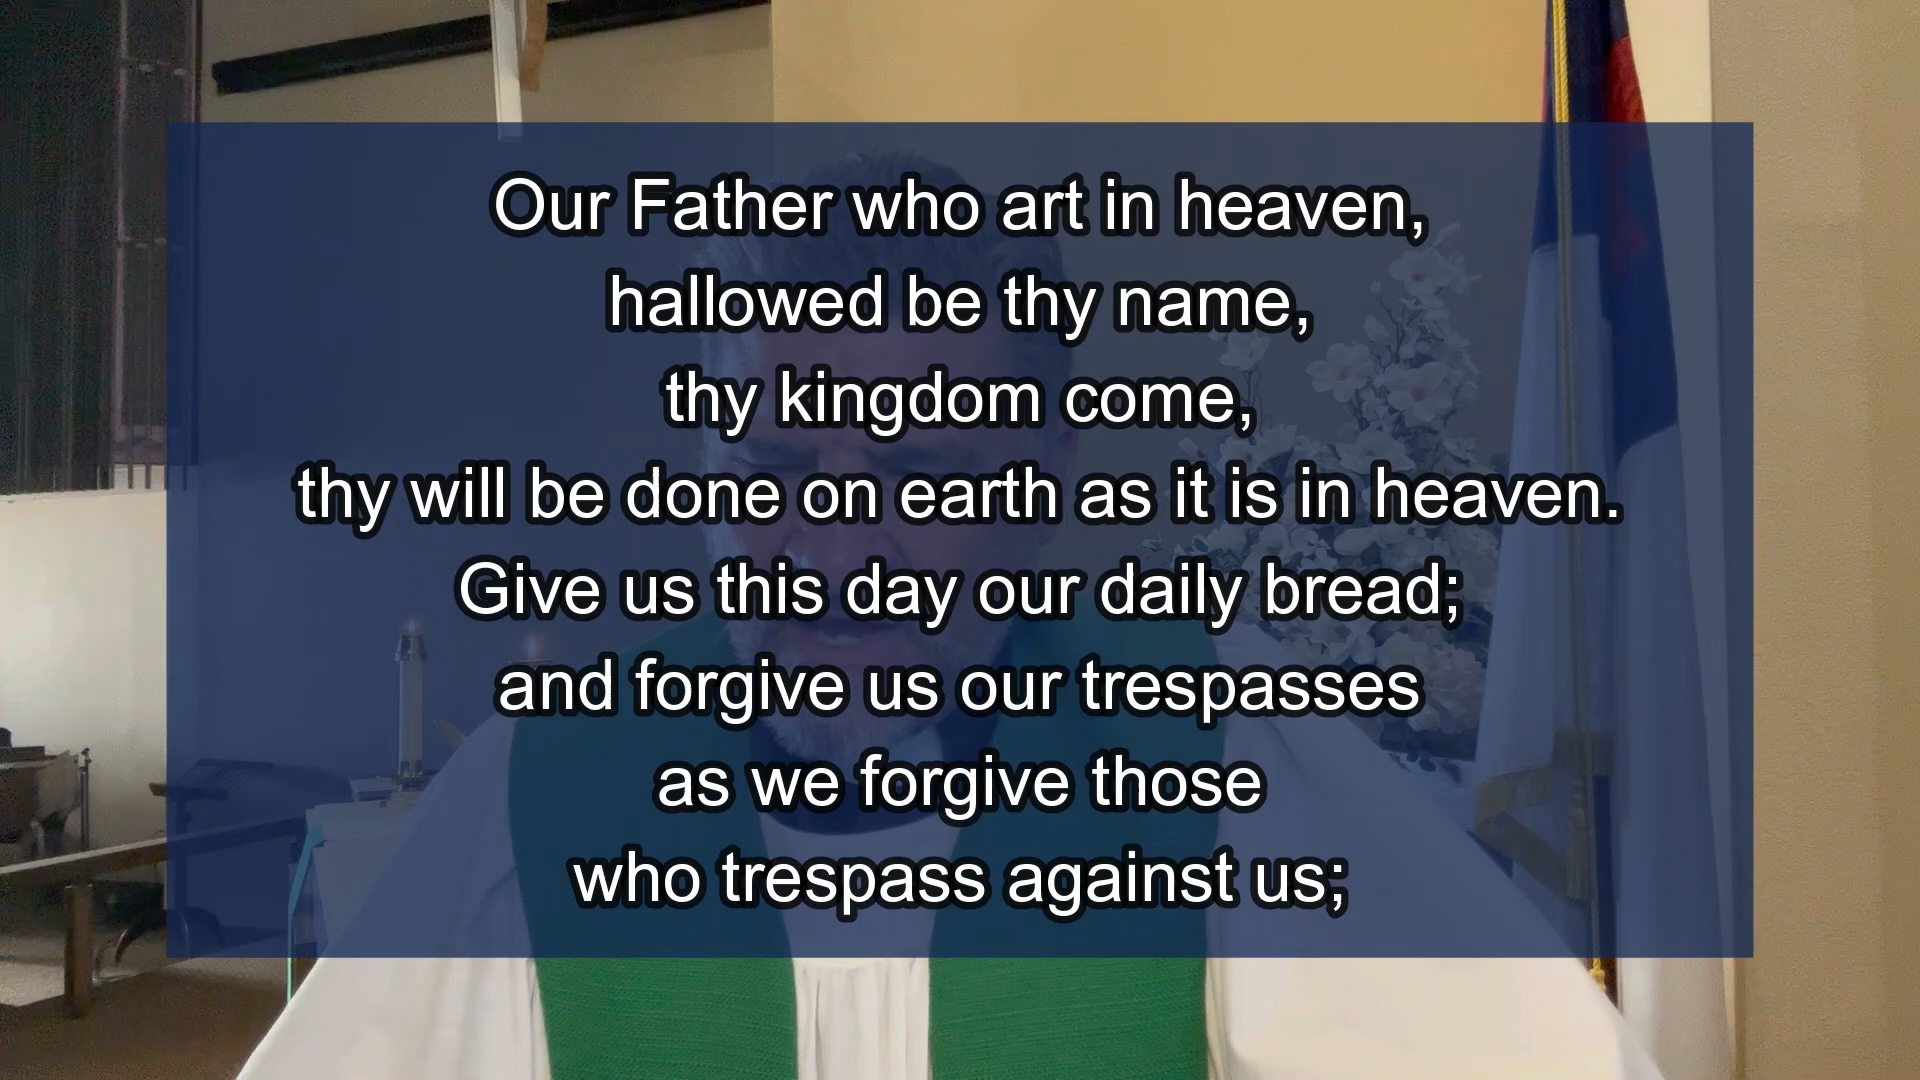 Our Father who art in heaven,
hallowed be thy name,
thy kingdom come,
thy will be done on earth as it is in heaven.
Give us this day our daily bread;
and forgive us our trespasses
as we forgive those
who trespass against us;